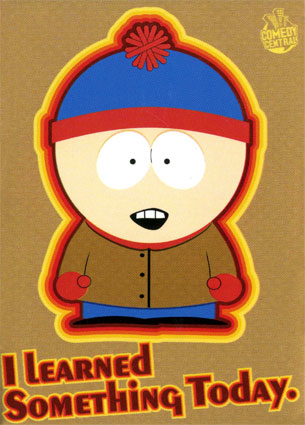 COMEDY
CENTRAL
I LEARNED
SOMETHING TODAY.